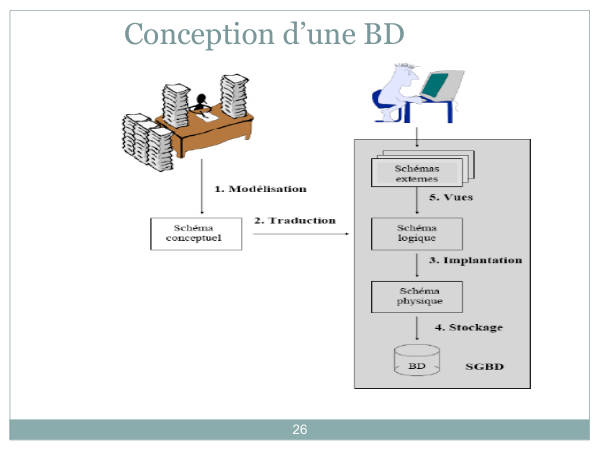 Conception d’une BD
Schémas
externes
1. Modélisation
5. Vues
2. Traduction
Schéma
conceptuel
Schéma
logique
3. Implantation
Schéma
physique
4. Stockage
BD
SGBD
26